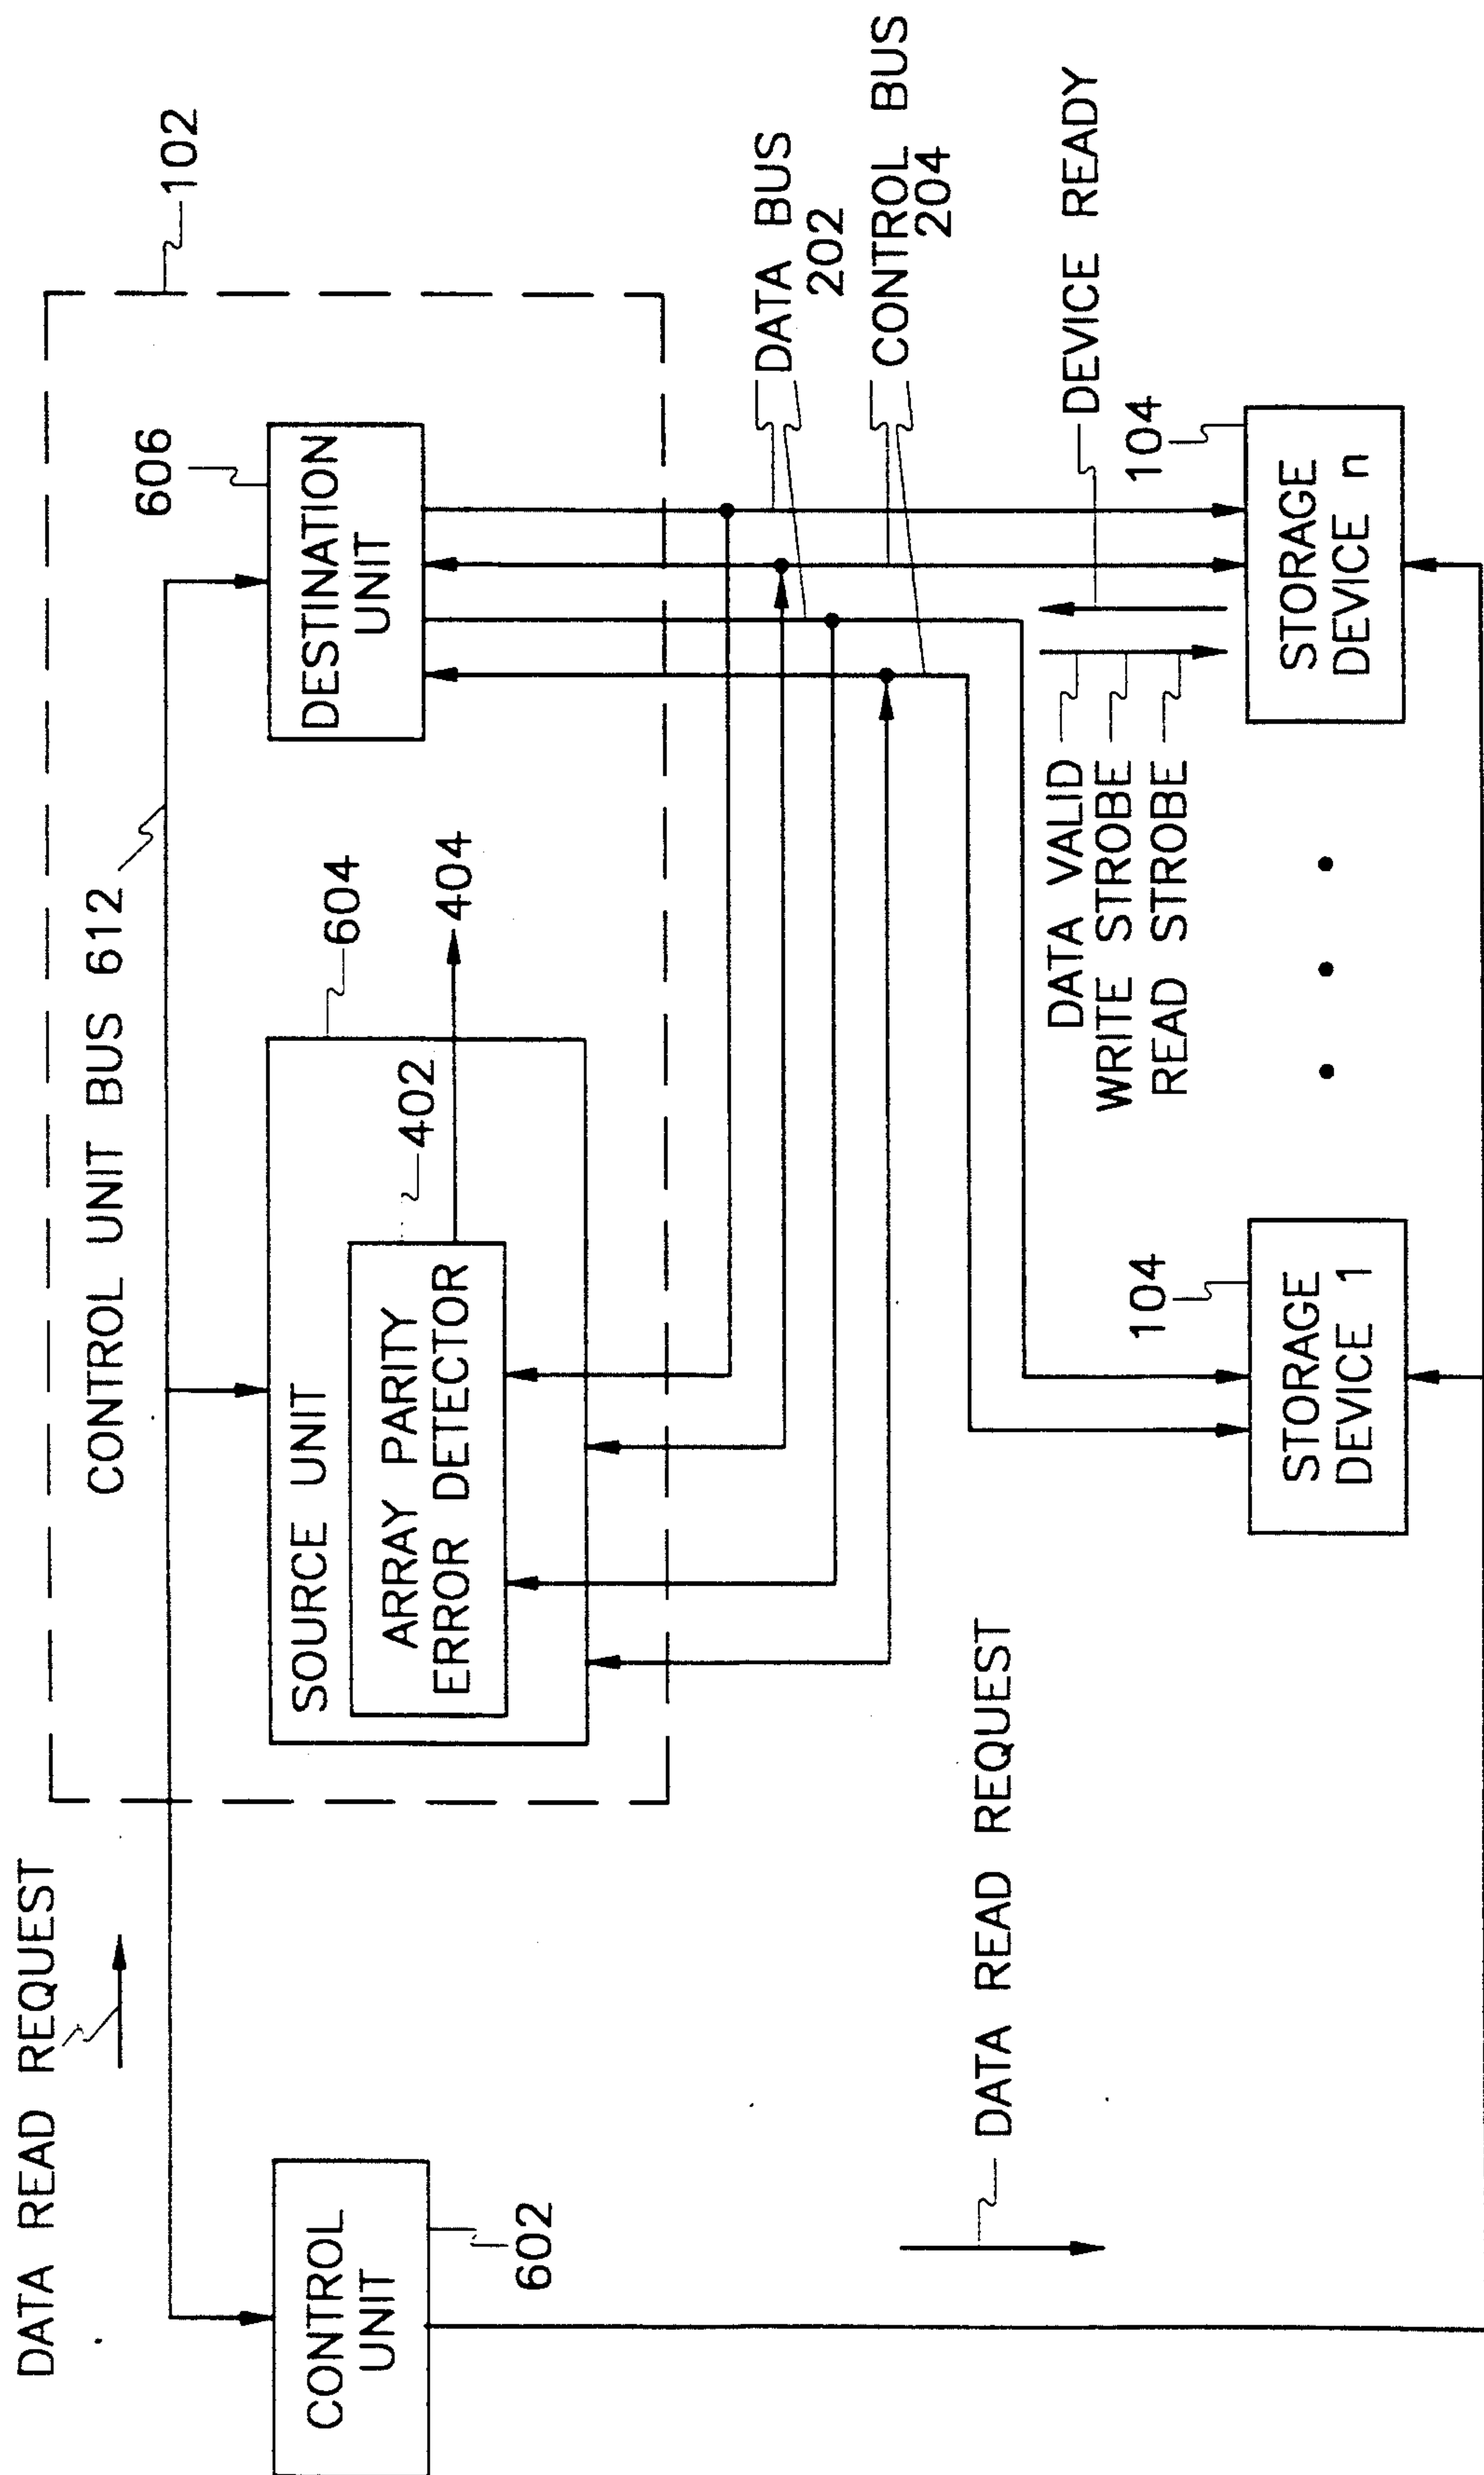 DATA READ REQUEST
CONTROL UNIT BUS 612
102
CONTROL
UNIT
602
SOURCE UNIT
604
ARRAY PARITY
ERROR DETECTOR
402
404
DESTINATION
UNIT
606
DATA BUS
202
CONTROL BUS
204
DATA READ REQUEST
DATA VALID
WRITE STROBE
READ STROBE
DEVICE READY
STORAGE
DEVICE 1
104
STORAGE
DEVICE n
104